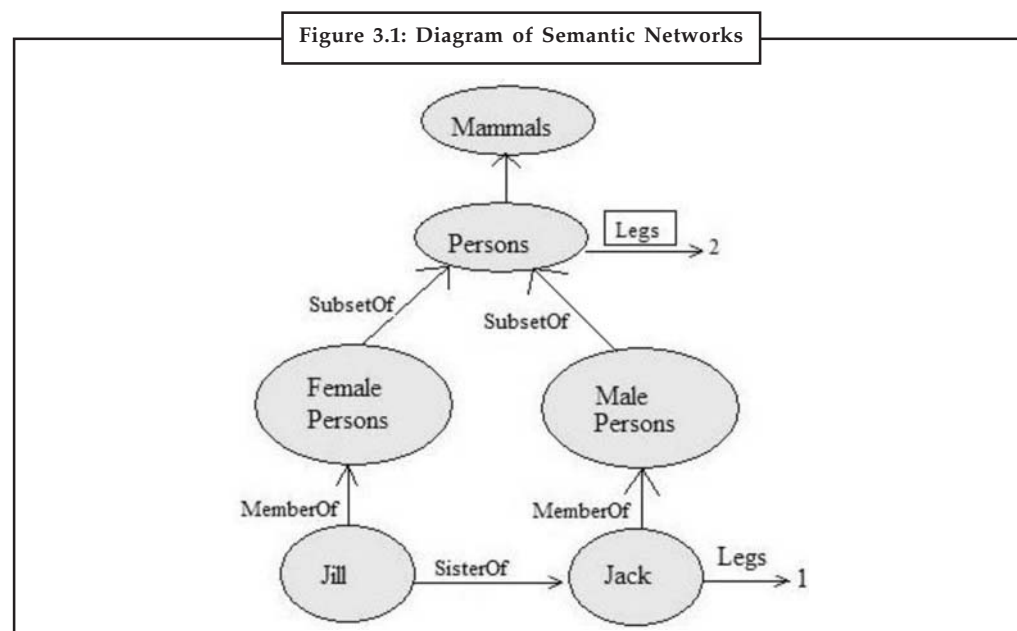 Figure 3.1: Diagram of Semantic Networks
Mammals
Persons
Legs
2
SubsetOf
SubsetOf
Female
Persons
Male
Persons
MemberOf
MemberOf
Jill
SisterOf
Jack
Legs
1